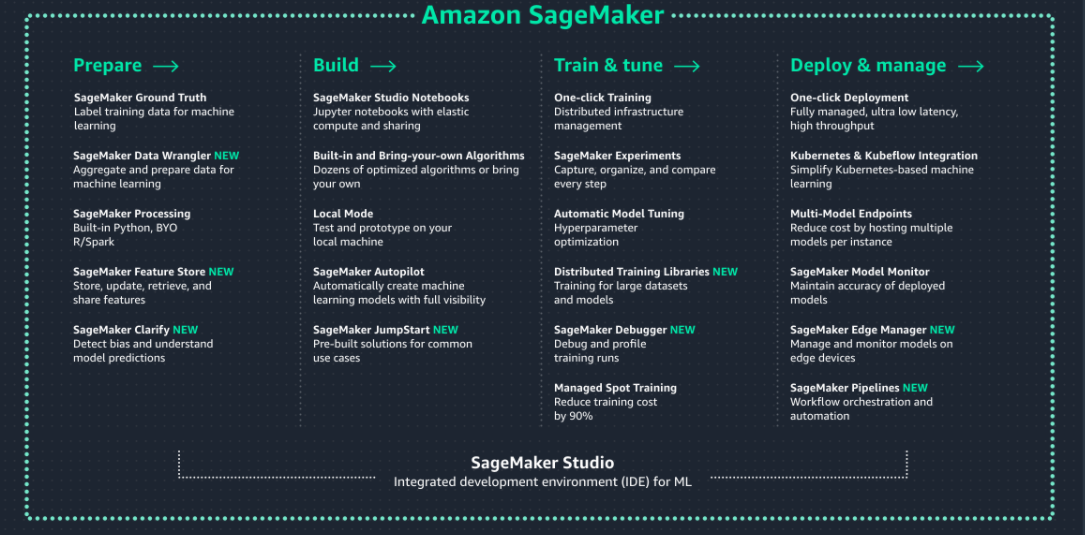 Amazon SageMaker
Prepare →
SageMaker Ground Truth
Label training data for machine
learning
SageMaker Data Wrangler NEW
Aggregate and prepare data for
machine learning
SageMaker Processing
Built-in Python, BYO
R/Spark
SageMaker Feature Store NEW
Store, update, retrieve, and
share features
SageMaker Clarify NEW
Detect bias and understand
model predictions
Build →
SageMaker Studio Notebooks
Jupyter notebooks with elastic
compute and sharing
Built-in and Bring-your-own Algorithms
Dozens of optimized algorithms or bring
your own
Local Mode
Test and prototype on your
local machine
SageMaker Autopilot
Automatically create machine
learning models with full visibility
SageMaker JumpStart NEW
Pre-built solutions for common
use cases
Train & tune →
One-click Training
Distributed infrastructure
management
SageMaker Experiments
Capture, organize, and compare
every step
Automatic Model Tuning
Hyperparameter
optimization
Distributed Training Libraries NEW
Training for large datasets
and models
SageMaker Debugger NEW
Debug and profile
training runs
Managed Spot Training
Reduce training cost
by 90%
Deploy & manage →
One-click Deployment
Fully managed, ultra low latency,
high throughput
Kubernetes & Kubeflow Integration
Simplify Kubernetes-based machine
learning
Multi-Model Endpoints
Reduce cost by hosting multiple
models per instance
SageMaker Model Monitor
Maintain accuracy of deployed
models
SageMaker Edge Manager NEW
Manage and monitor models on
edge devices
SageMaker Pipelines NEW
Workflow orchestration and
automation
SageMaker Studio
Integrated development environment (IDE) for ML